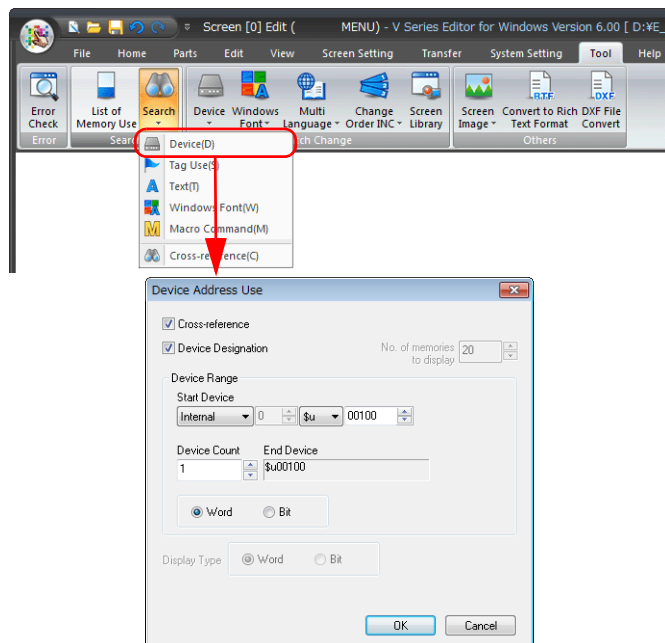 Screen [0] Edit ( MENU) - V Series Editor for Windows Version 6.00 [ D:¥E_
File Home Parts Edit View Screen Setting Transfer System Setting Tool Help
Error Check
List of Memory Use
Search
Device
Windows Font
Multi Language
Change Order INC
Screen Library
Screen Image
R.T.F.
Convert to Rich Text Format
DXF
DXF File Convert
Error
Change
Others
Device(D)
Tag Use(S)
Text(T)
Windows Font(W)
Macro Command(M)
Cross-reference(C)
Device Address Use
Cross-reference
Device Designation
No. of memories to display
20
Device Range
Start Device
Internal 0 $u 00100
Device Count End Device
1 $u00100
Word Bit
Display Type Word Bit
OK Cancel